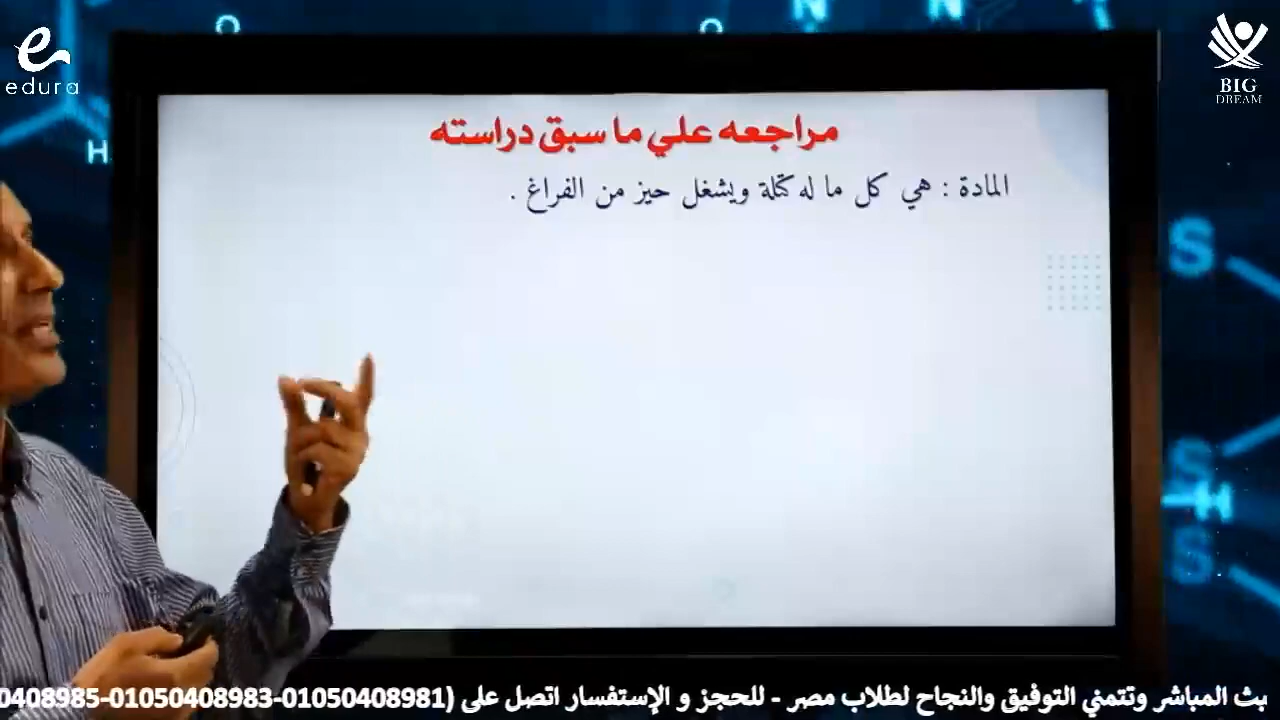 edura
BIG
DREAM
مراجعه علي ما سبق دراسته
المادة : هي كل ما له كتلة ويشغل حيز من الفراغ .
N
N
H
S
S
H
S
بث المباشر وتتمني التوفيق والنجاح لطلاب مصر - للحجز و الإستفسار اتصل على (01050408981-01050408983-0408985